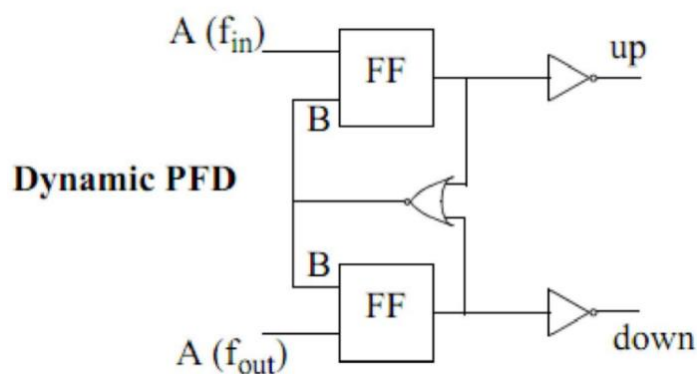 A (f_in)
up
FF
B
Dynamic PFD
B
FF
down
A (f_out)